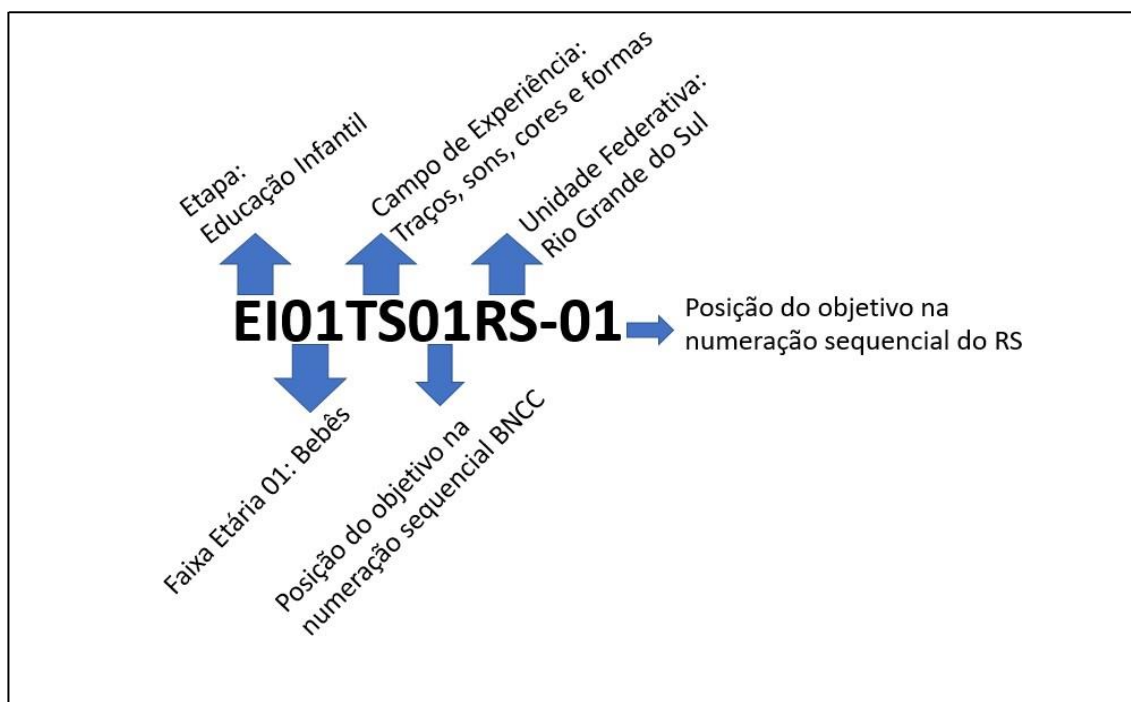 Etapa:
Educação Infantil
Campo de Experiência:
Traços, sons, cores e formas
Unidade Federativa:
Rio Grande do Sul
EI01TS01RS-01
Posição do objetivo na
numeração sequencial do RS
Faixa Etária 01: Bebês
Posição do objetivo na
numeração sequencial BNCC